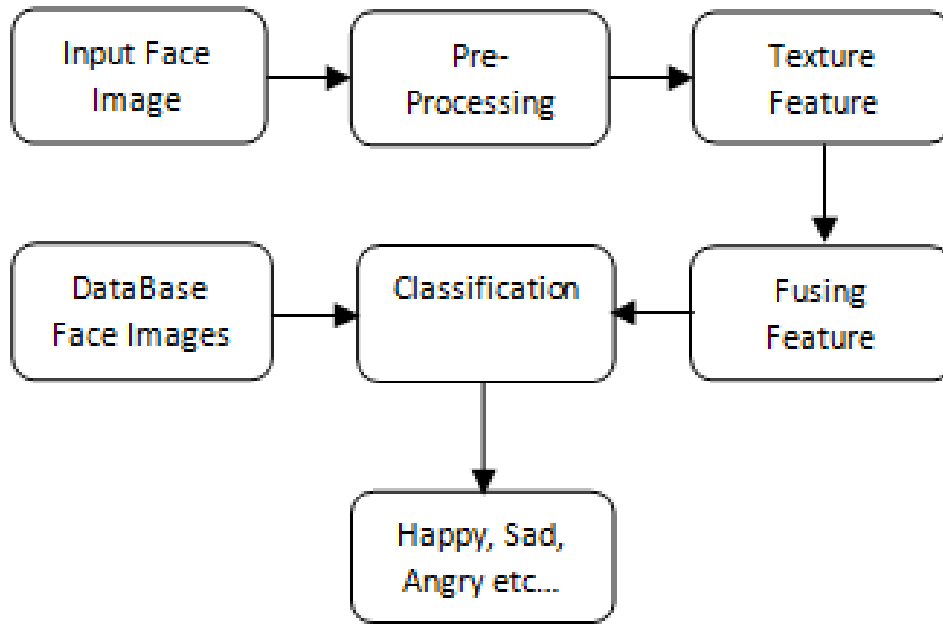 Input Face
Image
Pre-
Processing
Texture
Feature
DataBase
Face Images
Classification
Fusing
Feature
Happy, Sad,
Angry etc...